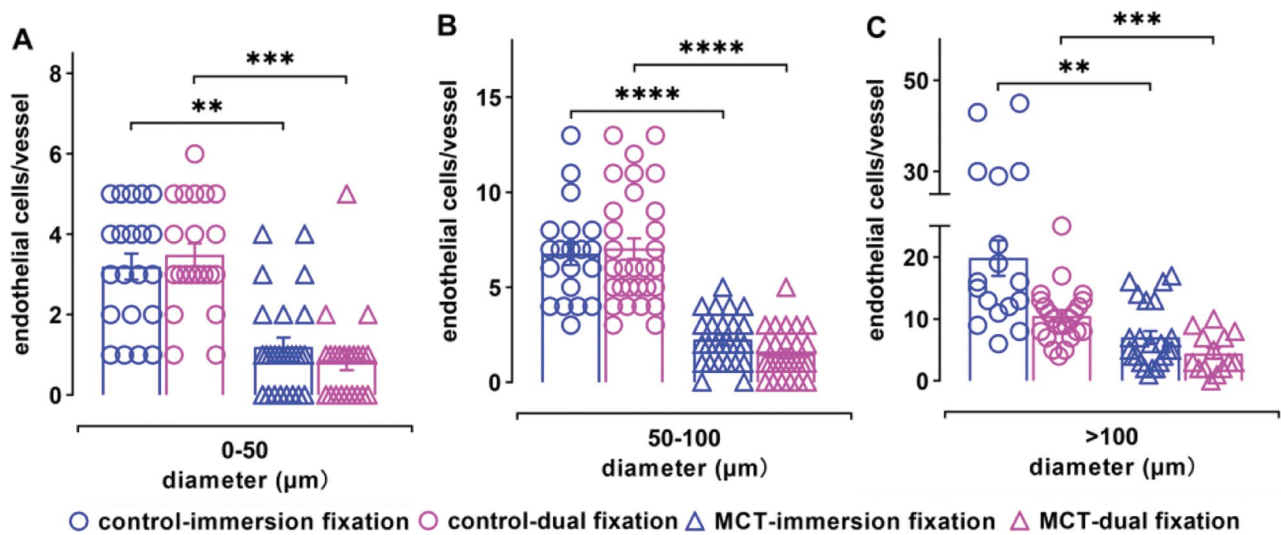 A
endothelial cells/vessel
8
6
4
2
0
***
**
0-50
diameter (μm)
B
endothelial cells/vessel
15
10
5
0
****
****
50-100
diameter (μm)
C
endothelial cells/vessel
50
30
20
10
0
***
**
>100
diameter (μm)
control-immersion fixation control-dual fixation MCT-immersion fixation MCT-dual fixation